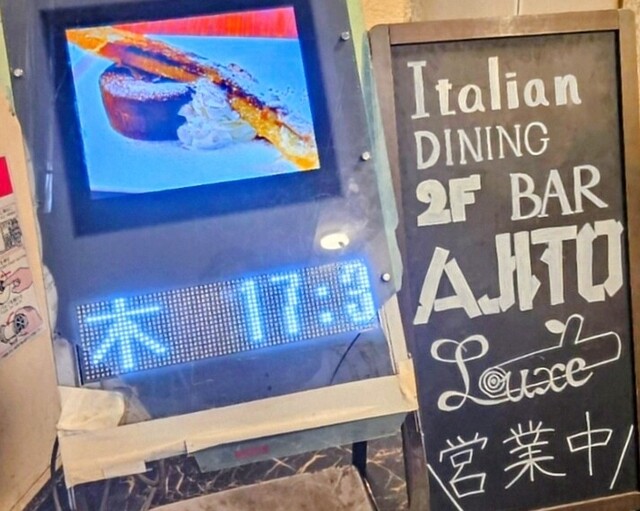 木 17:3
Italian
DINING
2F BAR
AJITO
Luxe
営業中